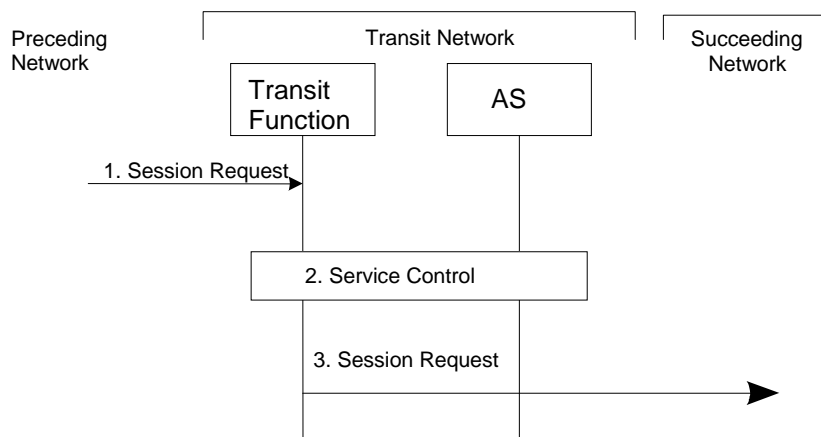 Preceding
Network
Transit Network
Succeeding
Network
Transit
Function
AS
1. Session Request
2. Service Control
3. Session Request